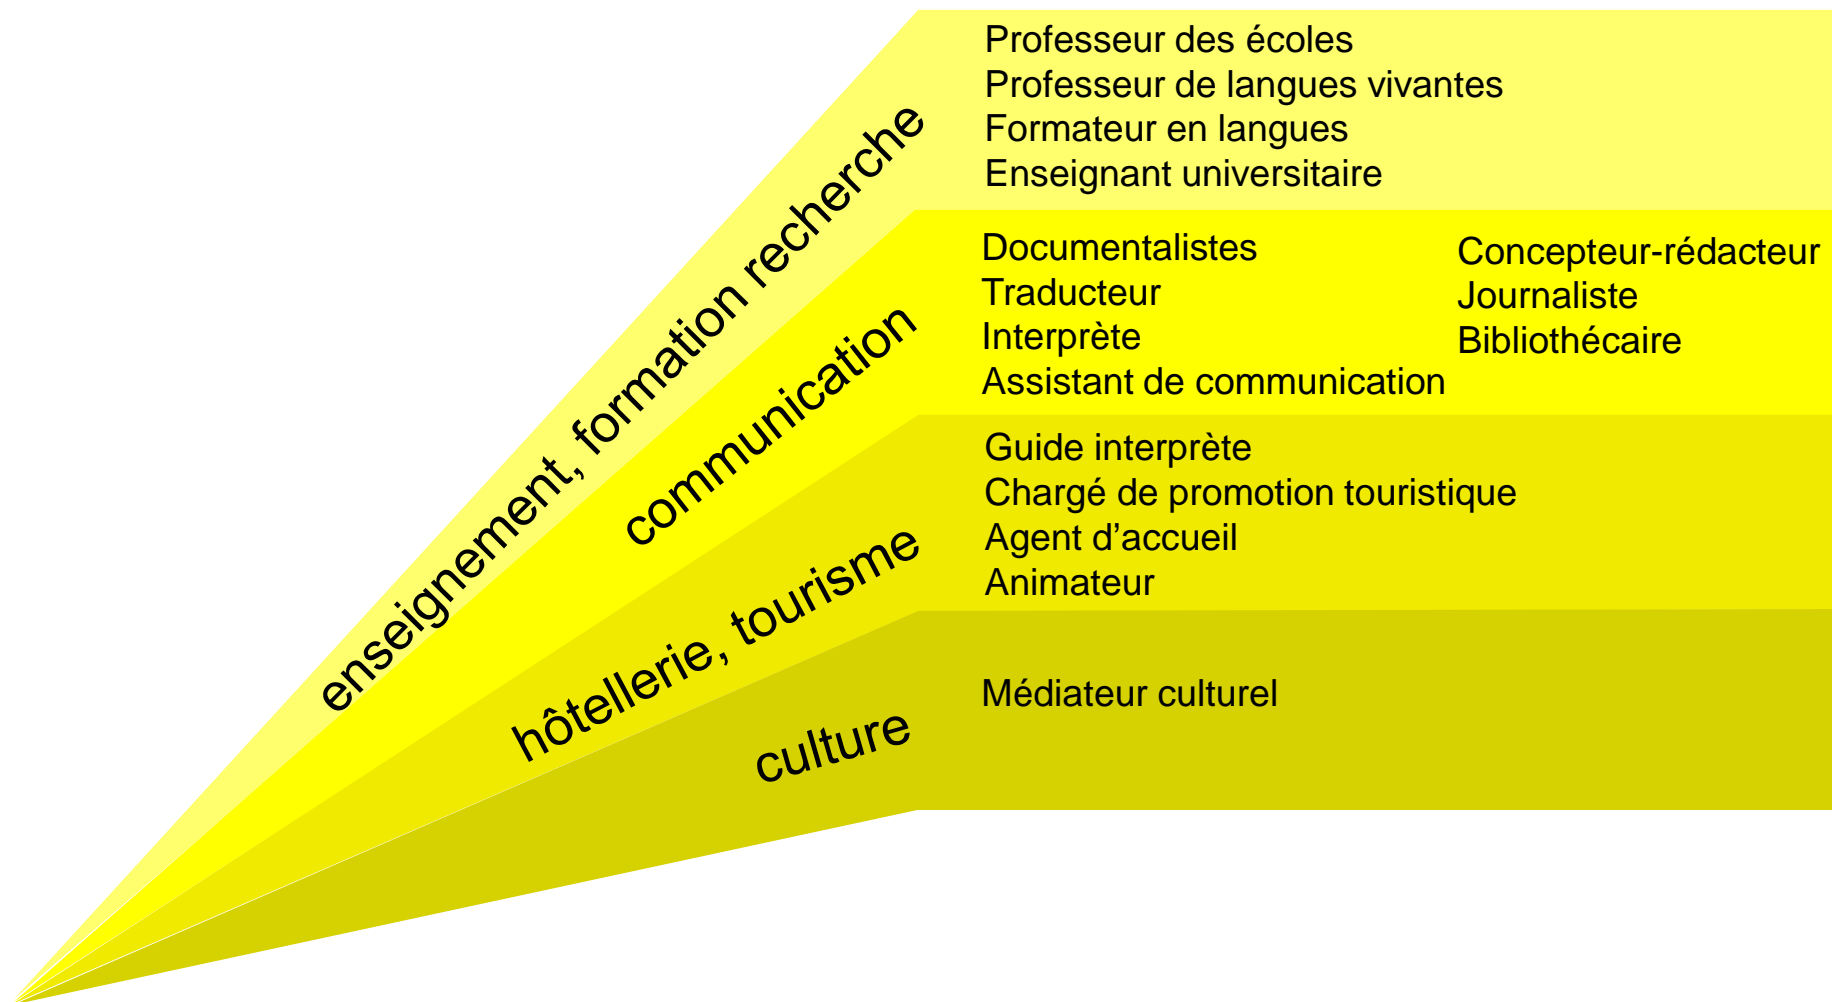 enseignement, formation recherche
Professeur des écoles
Professeur de langues vivantes
Formateur en langues
Enseignant universitaire
communication
Documentalistes
Traducteur
Interprète
Assistant de communication
Concepteur-rédacteur
Journaliste
Bibliothécaire
hôtellerie, tourisme
Guide interprète
Chargé de promotion touristique
Agent d’accueil
Animateur
culture
Médiateur culturel